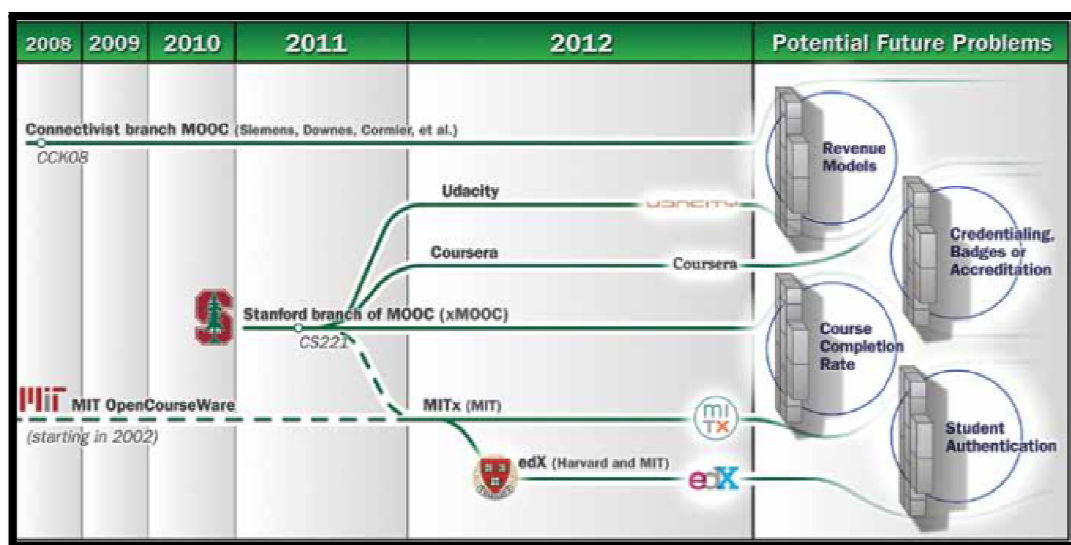 2008 2009 2010 2011 2012 Potential Future Problems
Connectivist branch MOOC (Siemens, Downes, Cormier, et al.)
CCK08
Revenue
Models
Udacity
UDACITY
Credentialing,
Badges or
Accreditation
Coursera
Coursera
Stanford branch of MOOC (xMOOC)
CS221
Course
Completion
Rate
MIT
MIT OpenCourseWare
(starting in 2002)
MITx (MIT)
MI
TX
Student
Authentication
edX (Harvard and MIT)
edX